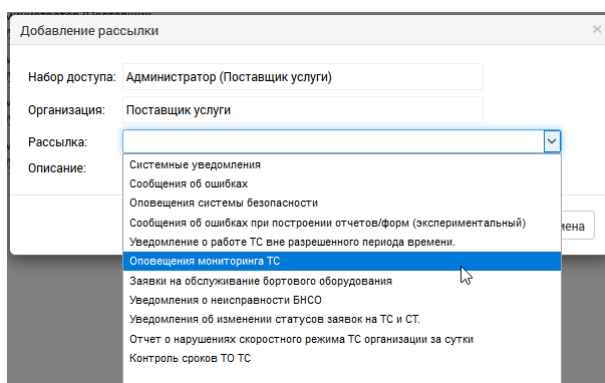 Добавление рассылки ×
Набор доступа: Администратор (Поставщик услуги)
Организация: Поставщик услуги
Рассылка:
Описание:
Системные уведомления
Сообщения об ошибках
Оповещения системы безопасности
Сообщения об ошибках при построении отчетов/форм (экспериментальный)
Уведомление о работе ТС вне разрешенного периода времени.
Оповещения мониторинга ТС
Заявки на обслуживание бортового оборудования
Уведомления о неисправности БНСО
Уведомления об изменении статусов заявок на ТС и СТ.
Отчет о нарушениях скоростного режима ТС организации за сутки
Контроль сроков ТО ТС